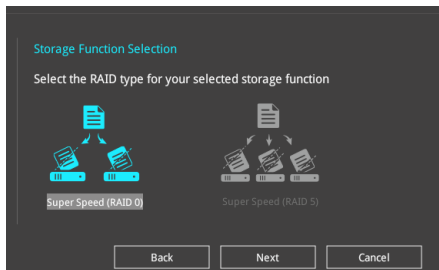 Storage Function Selection
Select the RAID type for your selected storage function
Super Speed (RAID 0)
Super Speed (RAID 5)
Back
Next
Cancel